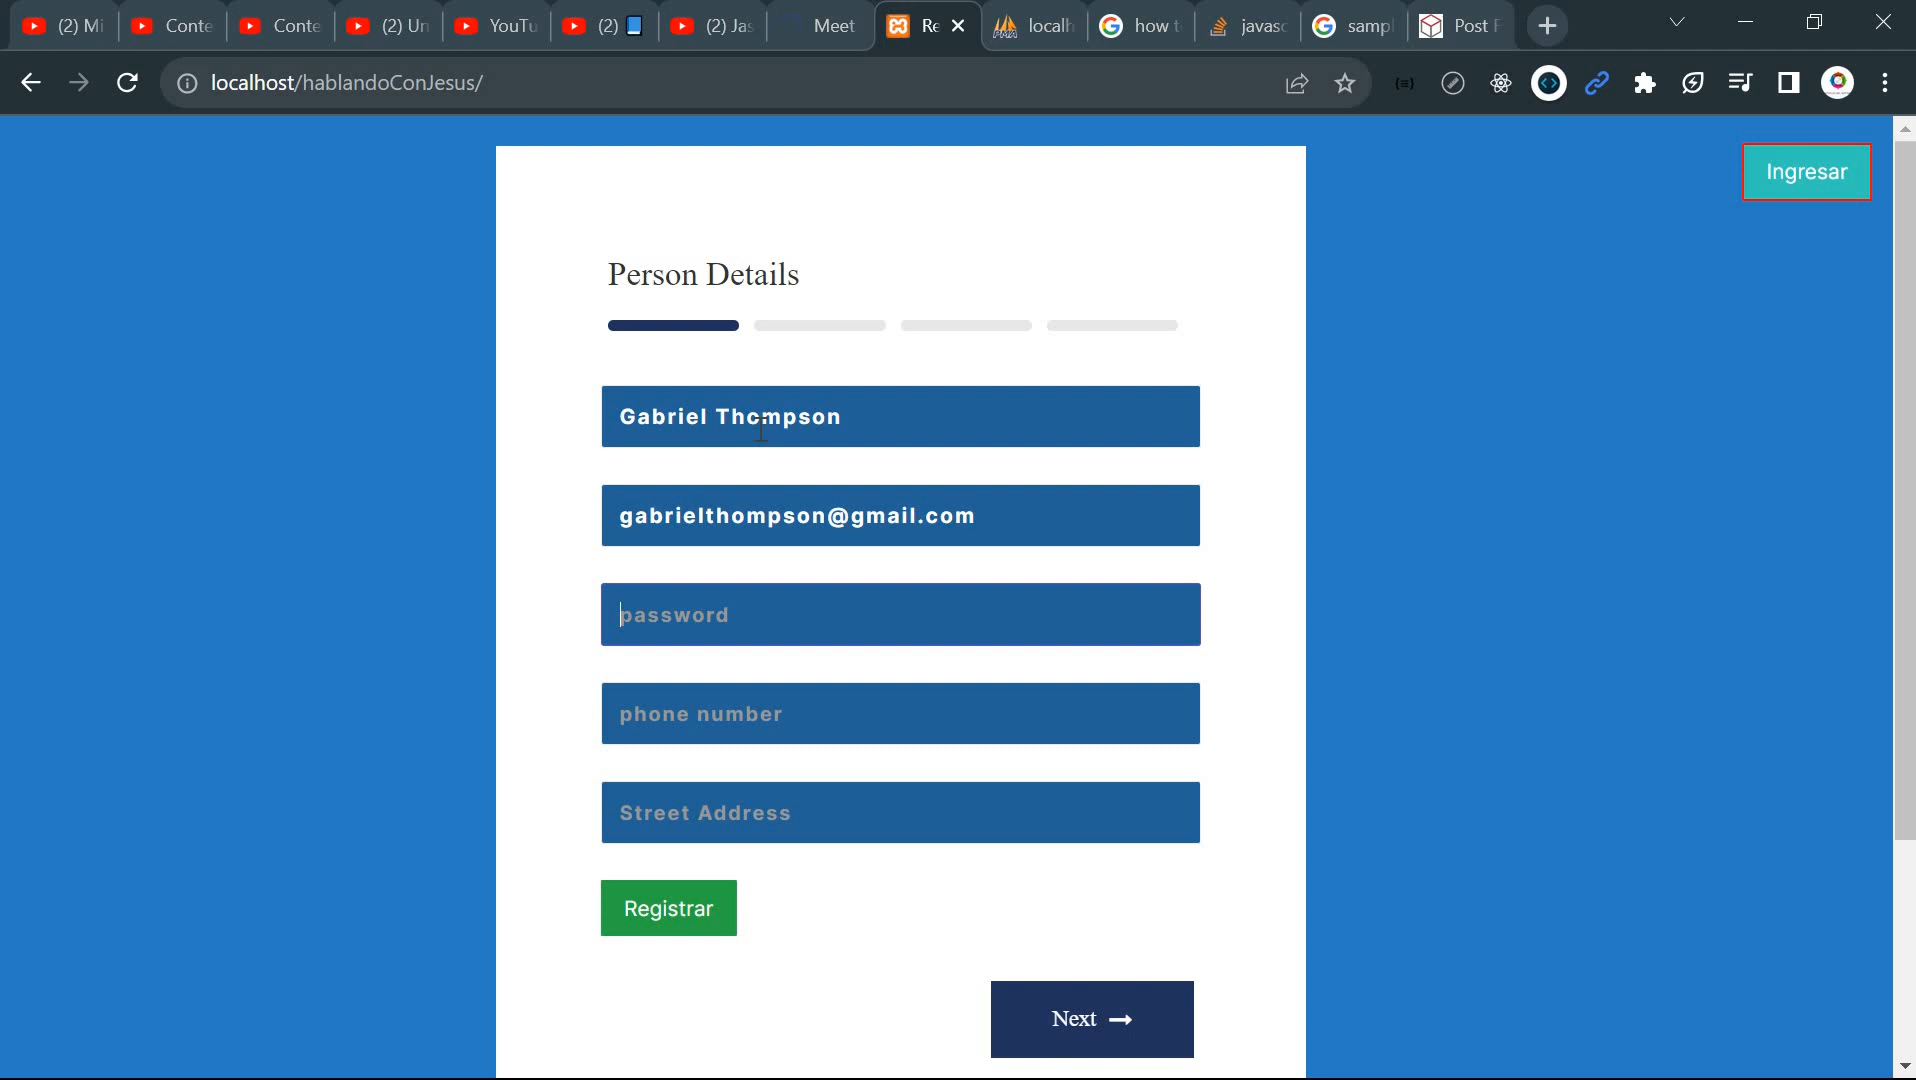 (2) Mi Conte Conte (2) Un YouTu (2) (2) Jas Meet Re localh how t javasc sampl Post F
localhost/hablandoConJesus/
Ingresar
Person Details
Gabriel Thompson
gabrielthompson@gmail.com
password
phone number
Street Address
Registrar
Next →